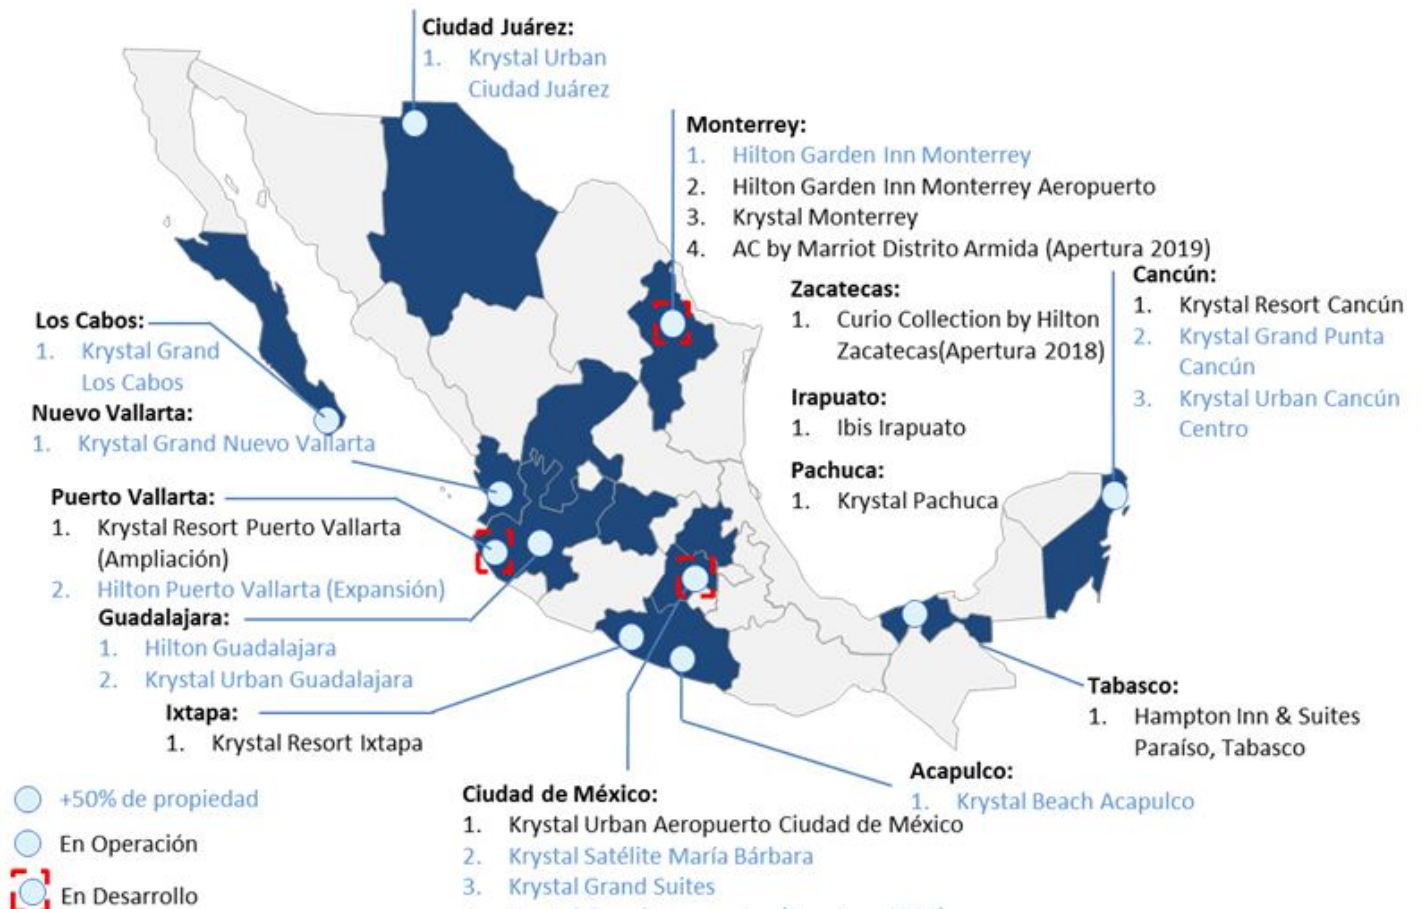 Ciudad Juárez:
1. Krystal Urban
Ciudad Juárez
Monterrey:
1. Hilton Garden Inn Monterrey
2. Hilton Garden Inn Monterrey Aeropuerto
3. Krystal Monterrey
4. AC by Marriot Distrito Armida (Apertura 2019)
Zacatecas:
1. Curio Collection by Hilton
Zacatecas(Apertura 2018)
Irapuato:
1. Ibis Irapuato
Pachuca:
1. Krystal Pachuca
Cancún:
1. Krystal Resort Cancún
2. Krystal Grand Punta
Cancún
3. Krystal Urban Cancún
Centro
Los Cabos:
1. Krystal Grand
Los Cabos
Nuevo Vallarta:
1. Krystal Grand Nuevo Vallarta
Puerto Vallarta:
1. Krystal Resort Puerto Vallarta
(Ampliación)
2. Hilton Puerto Vallarta (Expansión)
Guadalajara:
1. Hilton Guadalajara
2. Krystal Urban Guadalajara
Ixtapa:
1. Krystal Resort Ixtapa
Tabasco:
1. Hampton Inn & Suites
Paraíso, Tabasco
Acapulco:
1. Krystal Beach Acapulco
Ciudad de México:
1. Krystal Urban Aeropuerto Ciudad de México
2. Krystal Satélite María Bárbara
3. Krystal Grand Suites
+50% de propiedad
En Operación
En Desarrollo